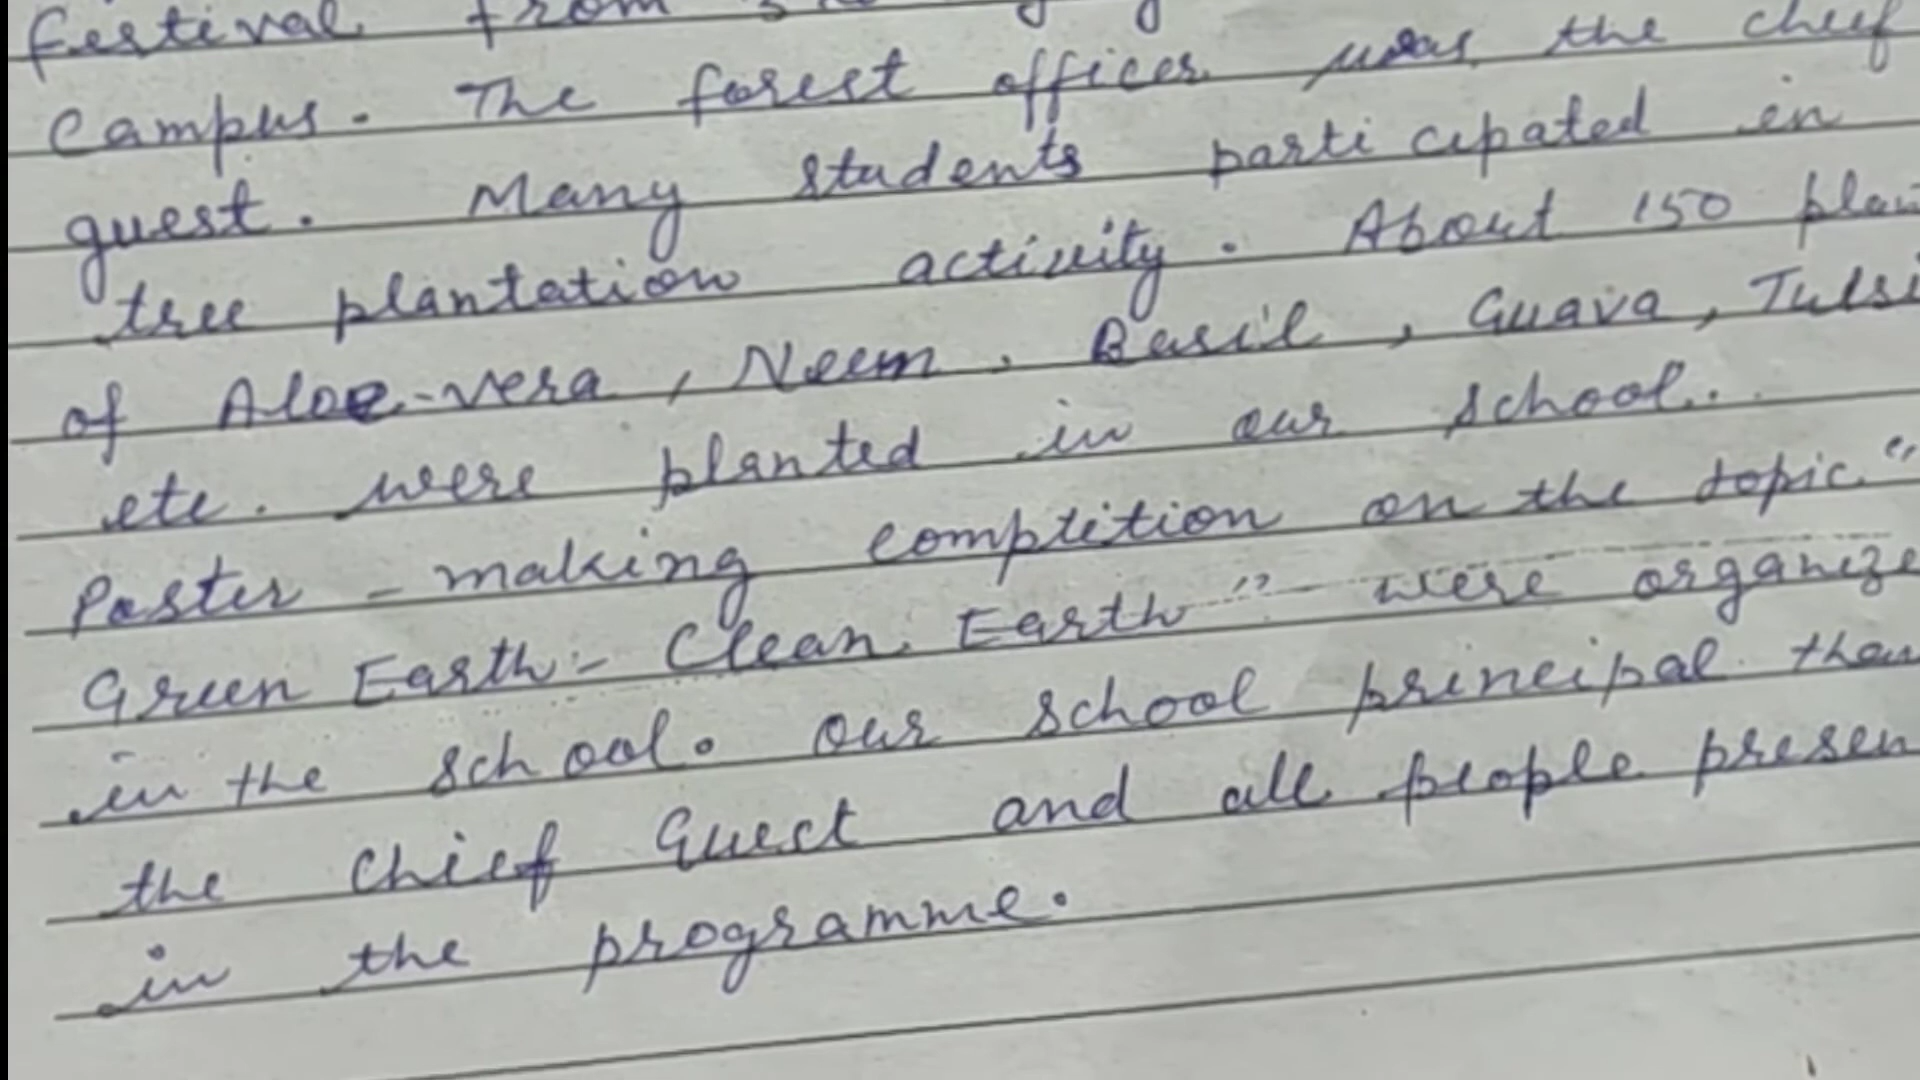 festival from
campus. The forest officer was the chief
guest. Many students participated in
tree plantation activity. About 150
of Aloe-vera, Neem, Basil, Guava, Tulsi
etc. were planted in our school.
Poster - making comptition on the topic "
Green Earth - Clean Earth" were organize
in the school. Our school principal
the Chief Guest and all people presen
in the programme.